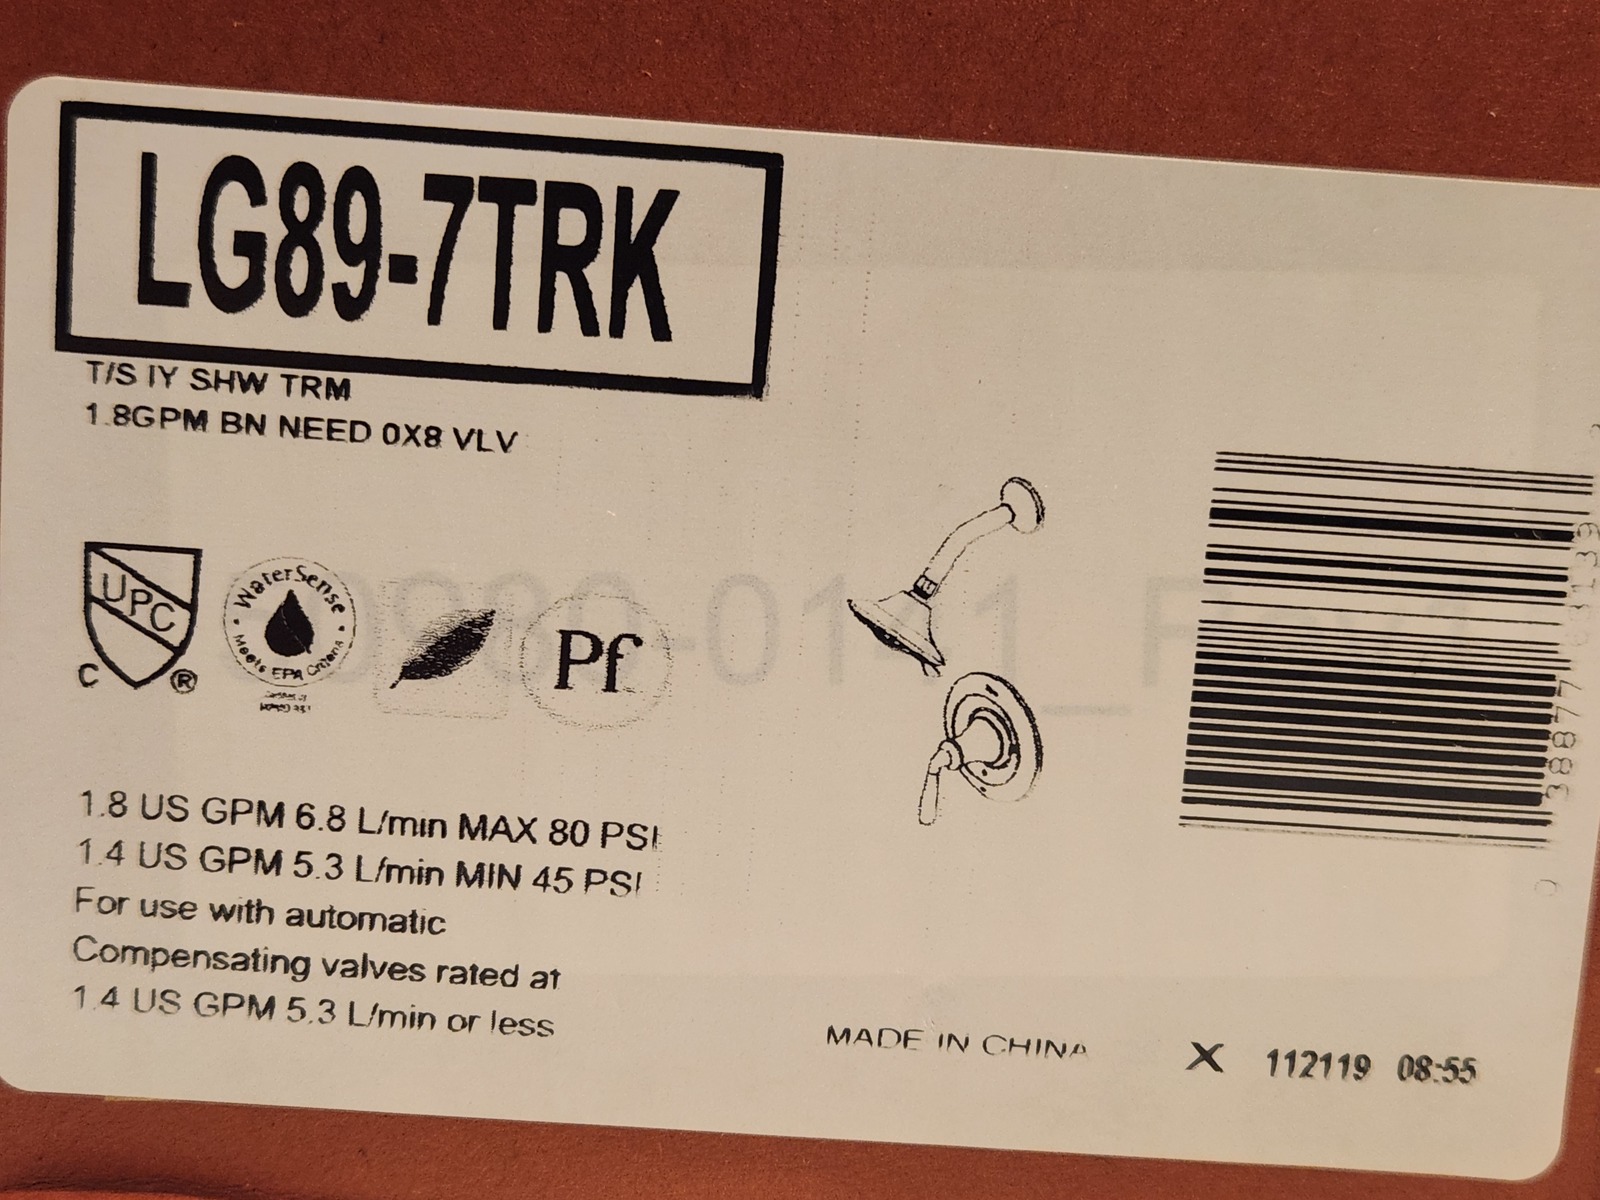 LG89-7TRK
T/S IY SHW TRM
1.8GPM BN NEED 0X8 VLV
UPC
C ®
WaterSense
Meets EPA Criteria
Pf
1.8 US GPM 6.8 L/min MAX 80 PSI
1.4 US GPM 5.3 L/min MIN 45 PSI
For use with automatic
Compensating valves rated at
1.4 US GPM 5.3 L/min or less
MADE IN CHINA
X 112119 08:55